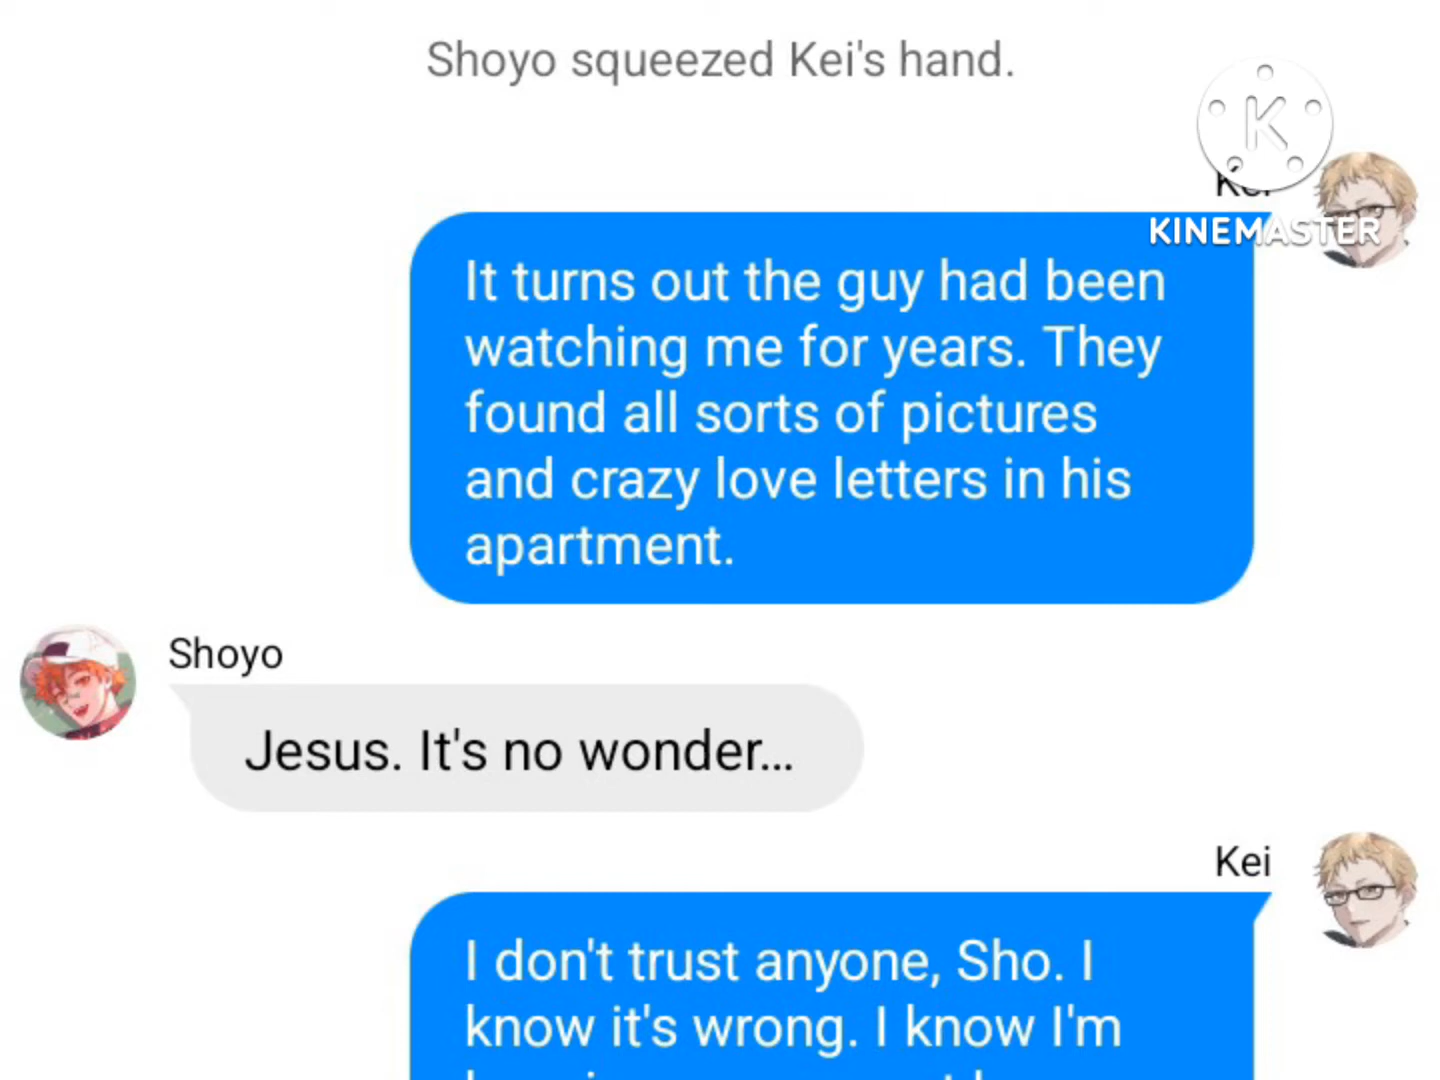 Shoyo squeezed Kei's hand.
K
KINEMASTER
It turns out the guy had been
watching me for years. They
found all sorts of pictures
and crazy love letters in his
apartment.
Shoyo
Jesus. It's no wonder...
Kei
I don't trust anyone, Sho. I
know it's wrong. I know I'm